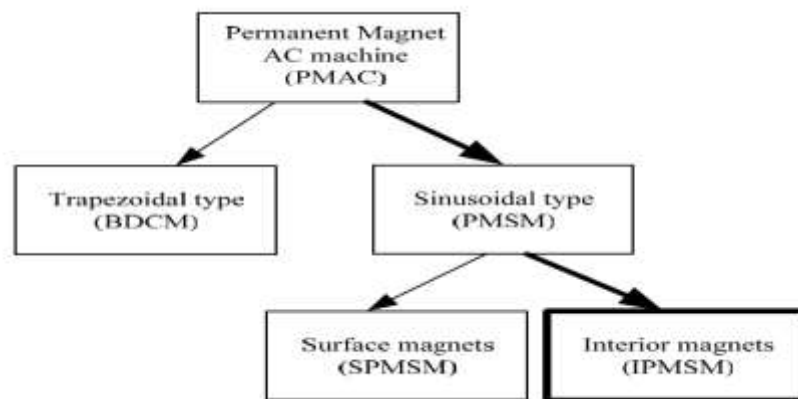 Permanent Magnet
AC machine
(PMAC)
Trapezoidal type
(BDCM)
Sinusoidal type
(PMSM)
Surface magnets
(SPMSM)
Interior magnets
(IPMSM)